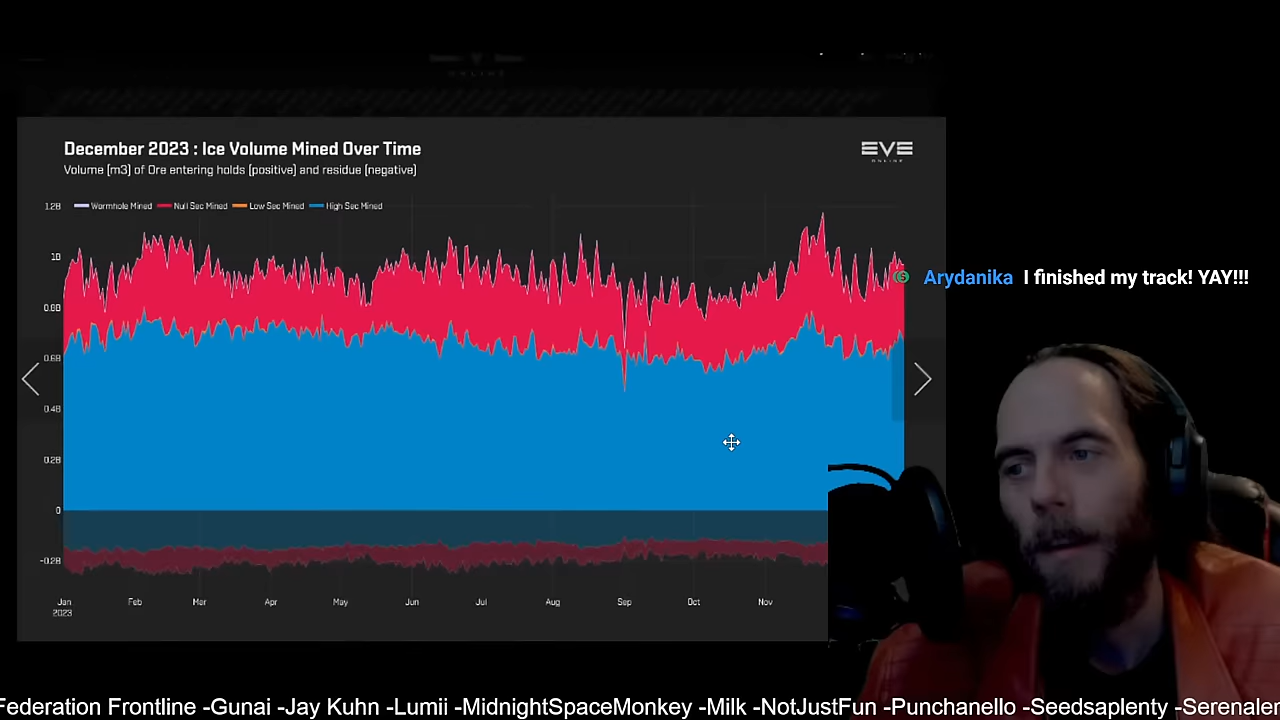 December 2023 : Ice Volume Mined Over Time
EVE
ONLINE
Volume [m3] of Ore entering holds [positive] and residue [negative]
Wormhole Mined Null Sec Mined Low Sec Mined High Sec Mined
1.2B
1B
0.8B
0.6B
0.4B
0.2B
0
-0.2B
Jan Feb Mar Apr May Jun Jul Aug Sep Oct Nov
2023
Arydanika I finished my track! YAY!!!
Federation Frontline -Gunai -Jay Kuhn -Lumii -MidnightSpaceMonkey -Milk -NotJustFun -Punchanello -Seedsaplenty -Serenaler